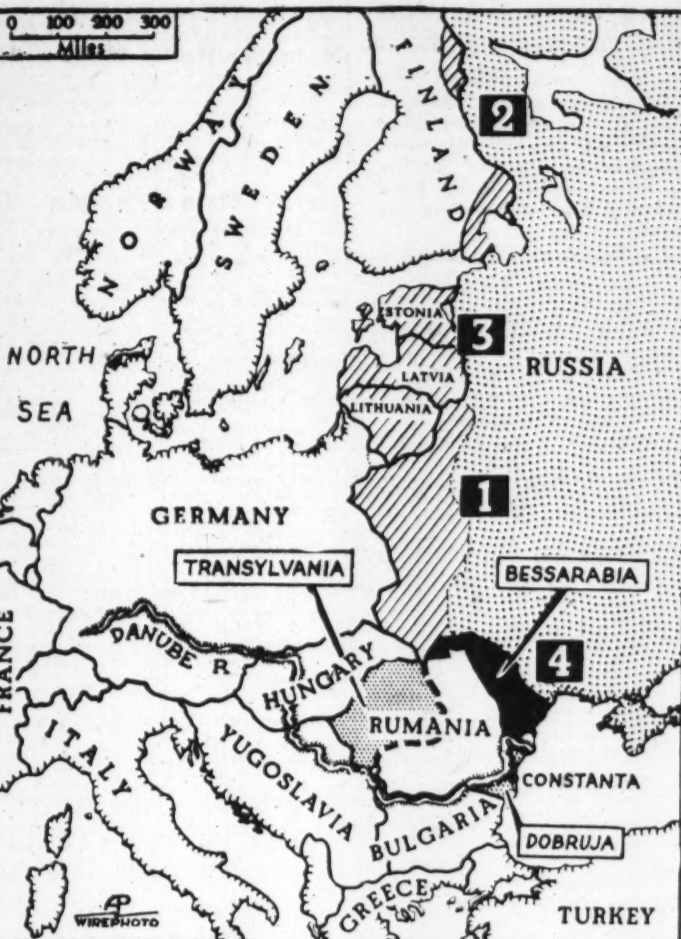 0 100 200 300
Miles
NORWAY
SWEDEN
FINLAND
2
STONIA
3
LATVIA
LITHUANIA
NORTH
SEA
RUSSIA
1
GERMANY
TRANSYLVANIA
BESSARABIA
FRANCE
DANUBE R
HUNGARY
4
RUMANIA
ITALY
YUGOSLAVIA
CONSTANTA
BULGARIA
DOBRUJA
GREECE
TURKEY
AP
WIREPHOTO